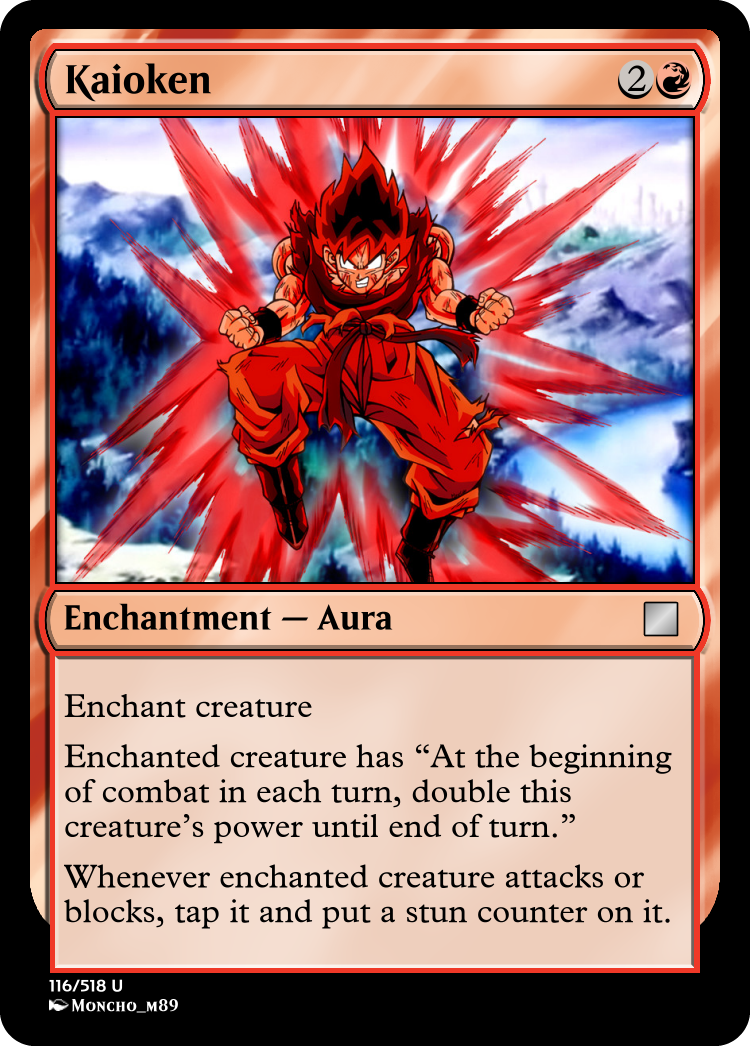 Kaioken 2
Enchantment — Aura
Enchant creature
Enchanted creature has “At the beginning
of combat in each turn, double this
creature’s power until end of turn.”
Whenever enchanted creature attacks or
blocks, tap it and put a stun counter on it.
116/518 U
Moncho_m89